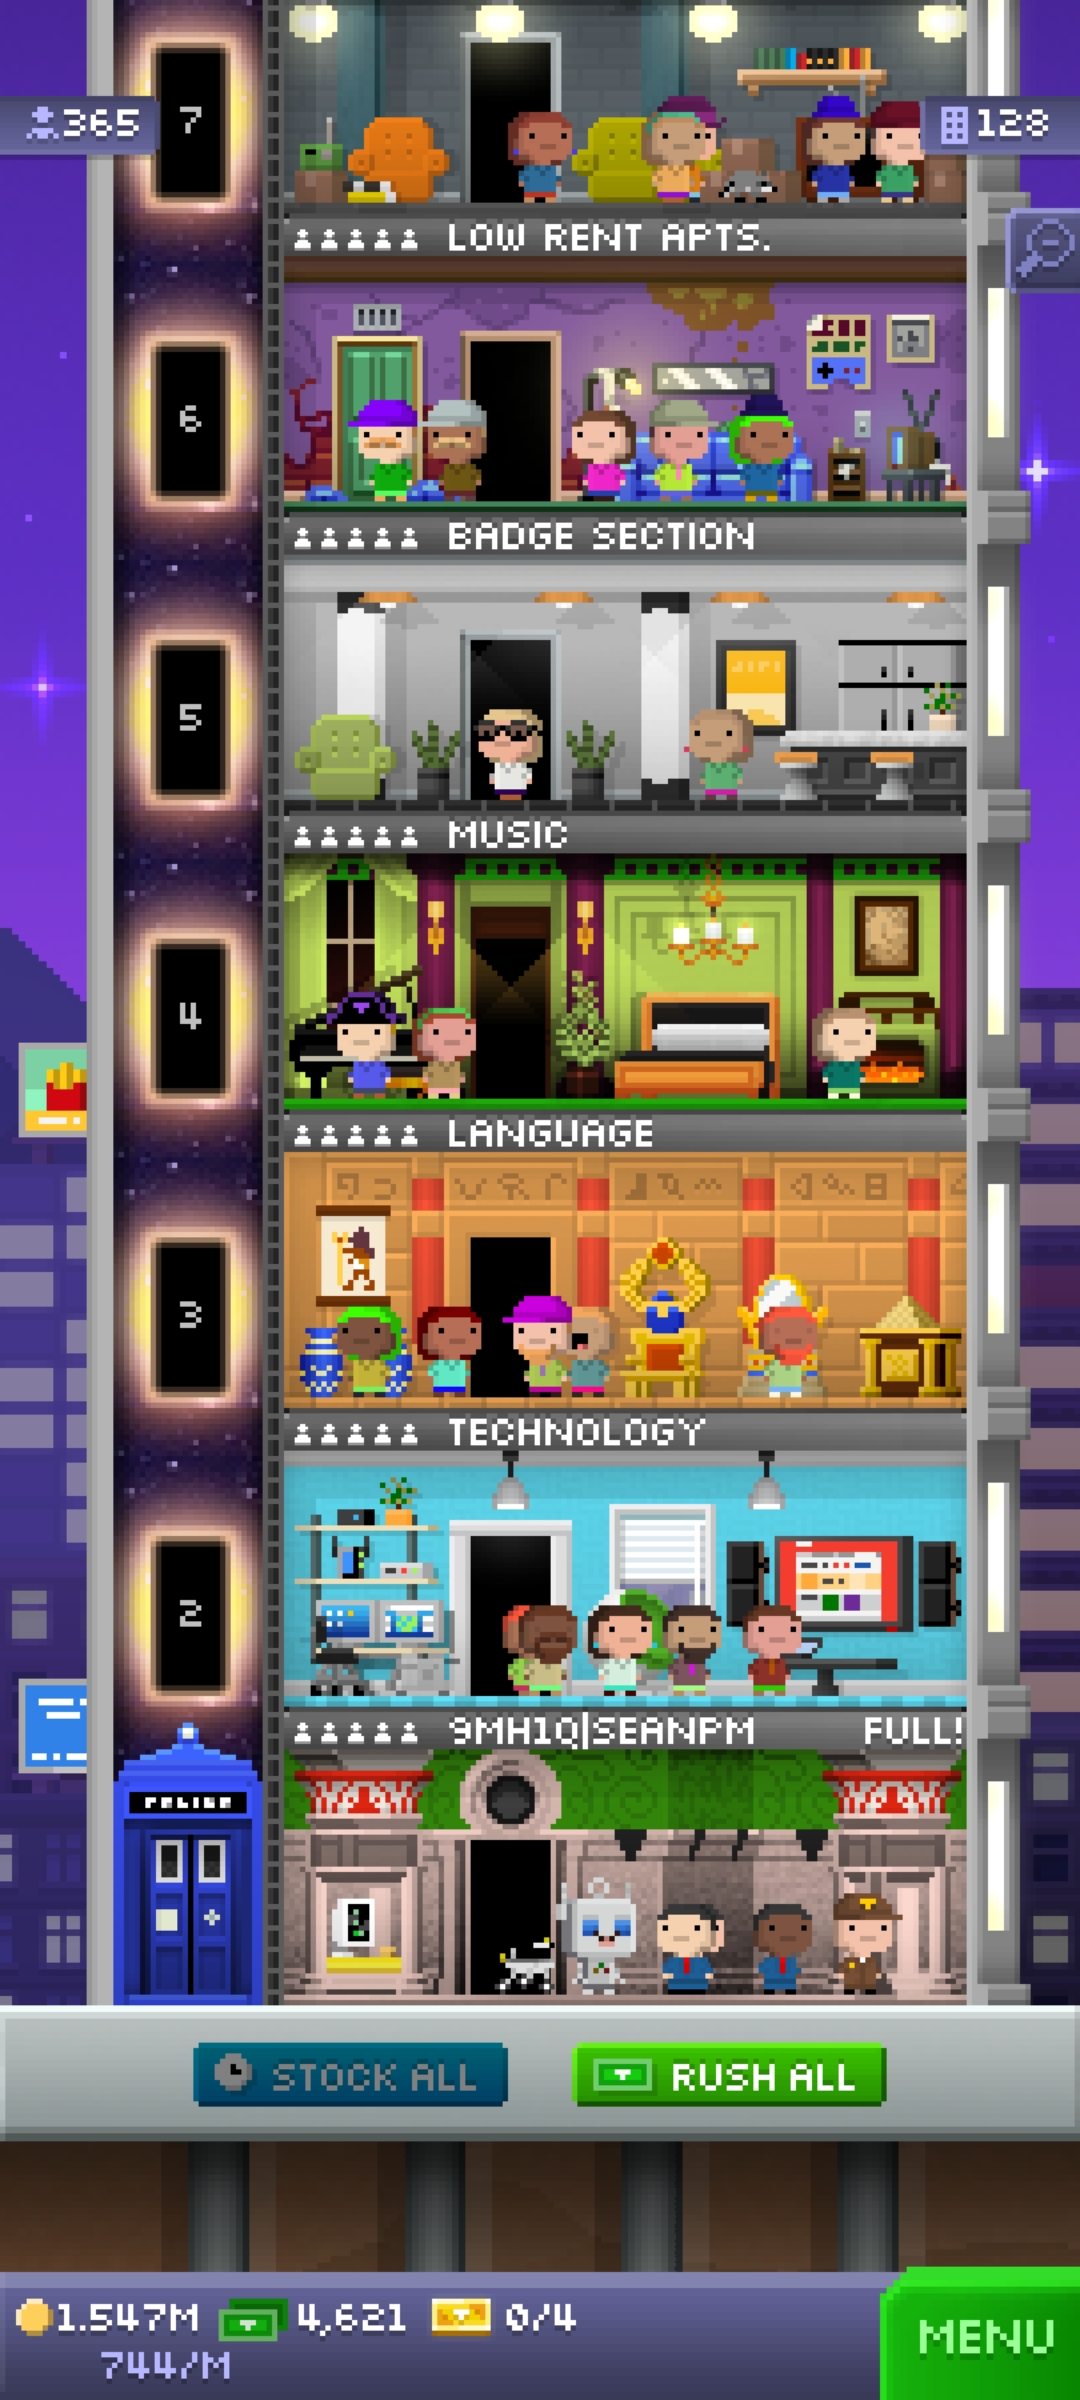 7
365
128
LOW RENT APTS.
6
BADGE SECTION
5
MUSIC
4
LANGUAGE
3
TECHNOLOGY
2
9MH1Q|SEANPM FULL!
POLICE
STOCK ALL
RUSH ALL
1.547M 4,621 0/4
744/M
MENU